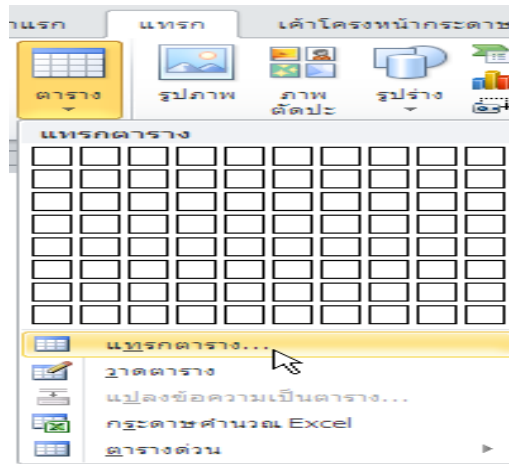 าแรก แทรก เค้าโครงหน้ากระดาษ
ตาราง รูปภาพ ภาพ รูปร่าง
ตัดปะ
แทรกตาราง
แทรกตาราง...
วาดตาราง
แปลงข้อความเป็นตาราง...
กระดาษคำนวณ Excel
ตารางด่วน